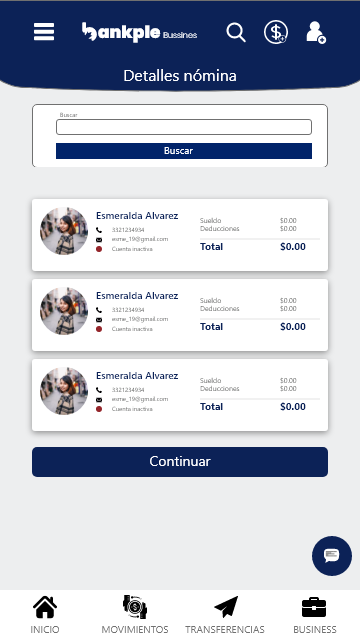 bankple Bussines
Detalles nómina
Buscar
Buscar
Esmeralda Alvarez
3321234934
esme_19@gmail.com
Cuenta inactiva
Sueldo $0.00
Deducciones $0.00
Total $0.00
Esmeralda Alvarez
3321234934
esme_19@gmail.com
Cuenta inactiva
Sueldo $0.00
Deducciones $0.00
Total $0.00
Esmeralda Alvarez
3321234934
esme_19@gmail.com
Cuenta inactiva
Sueldo $0.00
Deducciones $0.00
Total $0.00
Continuar
INICIO MOVIMIENTOS TRANSFERENCIAS BUSINESS